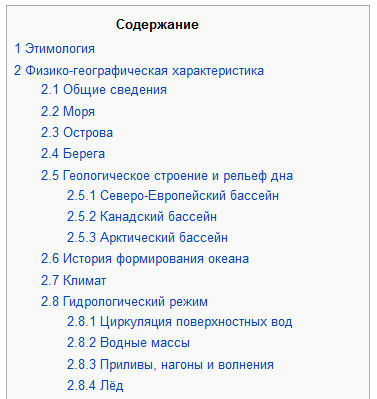 Содержание
1 Этимология
2 Физико-географическая характеристика
2.1 Общие сведения
2.2 Моря
2.3 Острова
2.4 Берега
2.5 Геологическое строение и рельеф дна
2.5.1 Северо-Европейский бассейн
2.5.2 Канадский бассейн
2.5.3 Арктический бассейн
2.6 История формирования океана
2.7 Климат
2.8 Гидрологический режим
2.8.1 Циркуляция поверхностных вод
2.8.2 Водные массы
2.8.3 Приливы, нагоны и волнения
2.8.4 Лёд